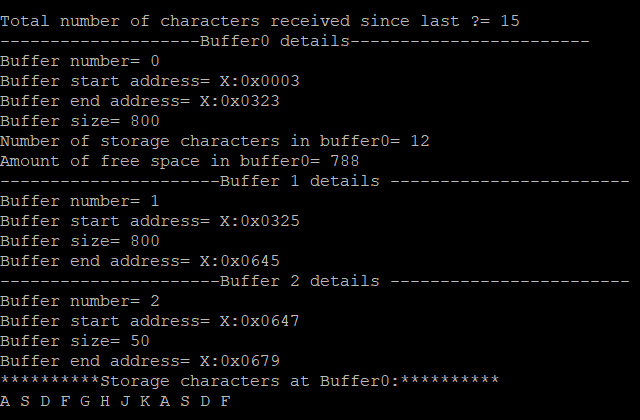 Total number of characters received since last ?= 15
--------------------Buffer0 details------------------------
Buffer number= 0
Buffer start address= X:0x0003
Buffer end address= X:0x0323
Buffer size= 800
Number of storage characters in buffer0= 12
Amount of free space in buffer0= 788
----------------------Buffer 1 details ------------------------
Buffer number= 1
Buffer start address= X:0x0325
Buffer size= 800
Buffer end address= X:0x0645
----------------------Buffer 2 details ------------------------
Buffer number= 2
Buffer start address= X:0x0647
Buffer size= 50
Buffer end address= X:0x0679
**********Storage characters at Buffer0:**********
A S D F G H J K A S D F